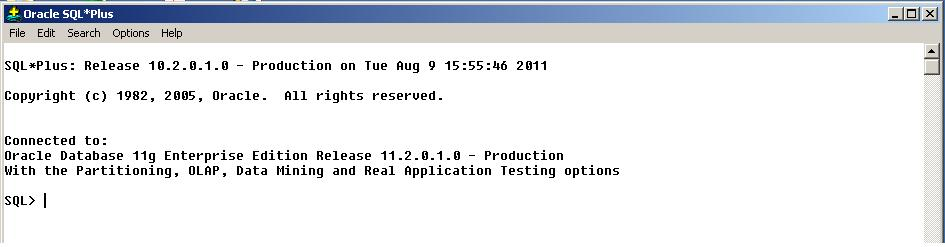 Oracle SQL*Plus
File Edit Search Options Help
SQL*Plus: Release 10.2.0.1.0 - Production on Tue Aug 9 15:55:46 2011
Copyright (c) 1982, 2005, Oracle.  All rights reserved.
Connected to:
Oracle Database 11g Enterprise Edition Release 11.2.0.1.0 - Production
With the Partitioning, OLAP, Data Mining and Real Application Testing options
SQL>